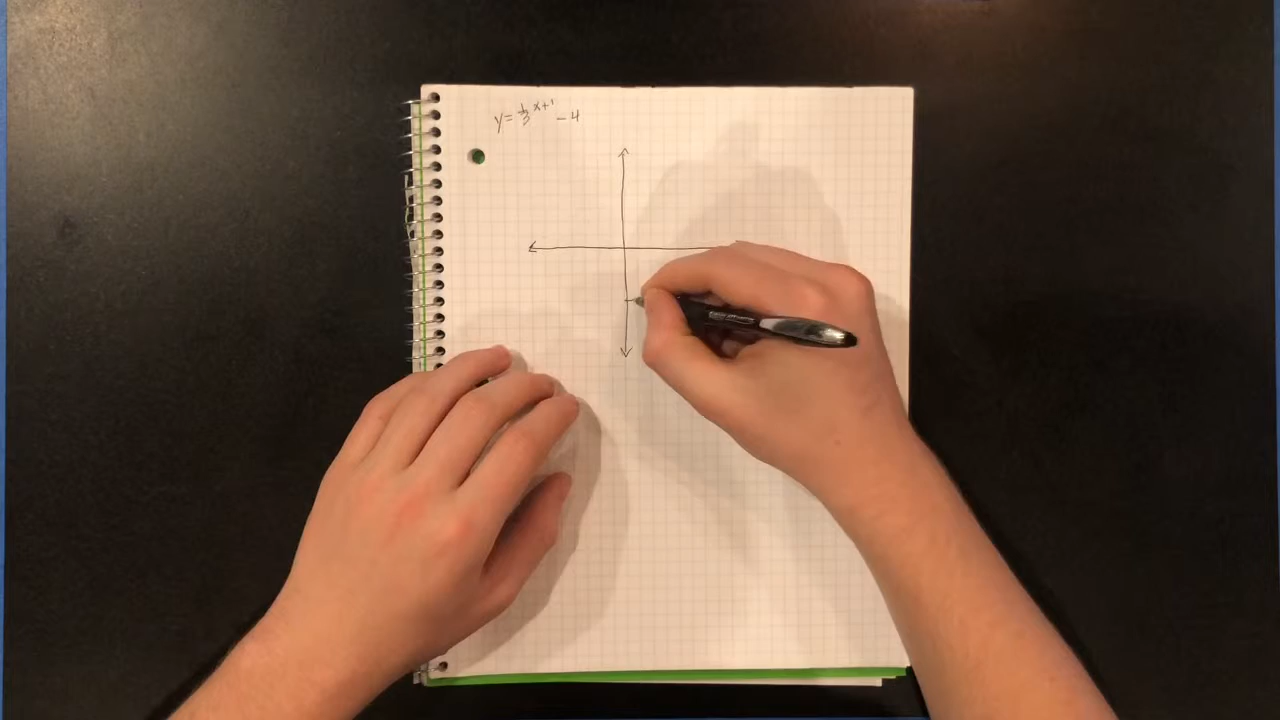 y = 1/3^x+1 - 4